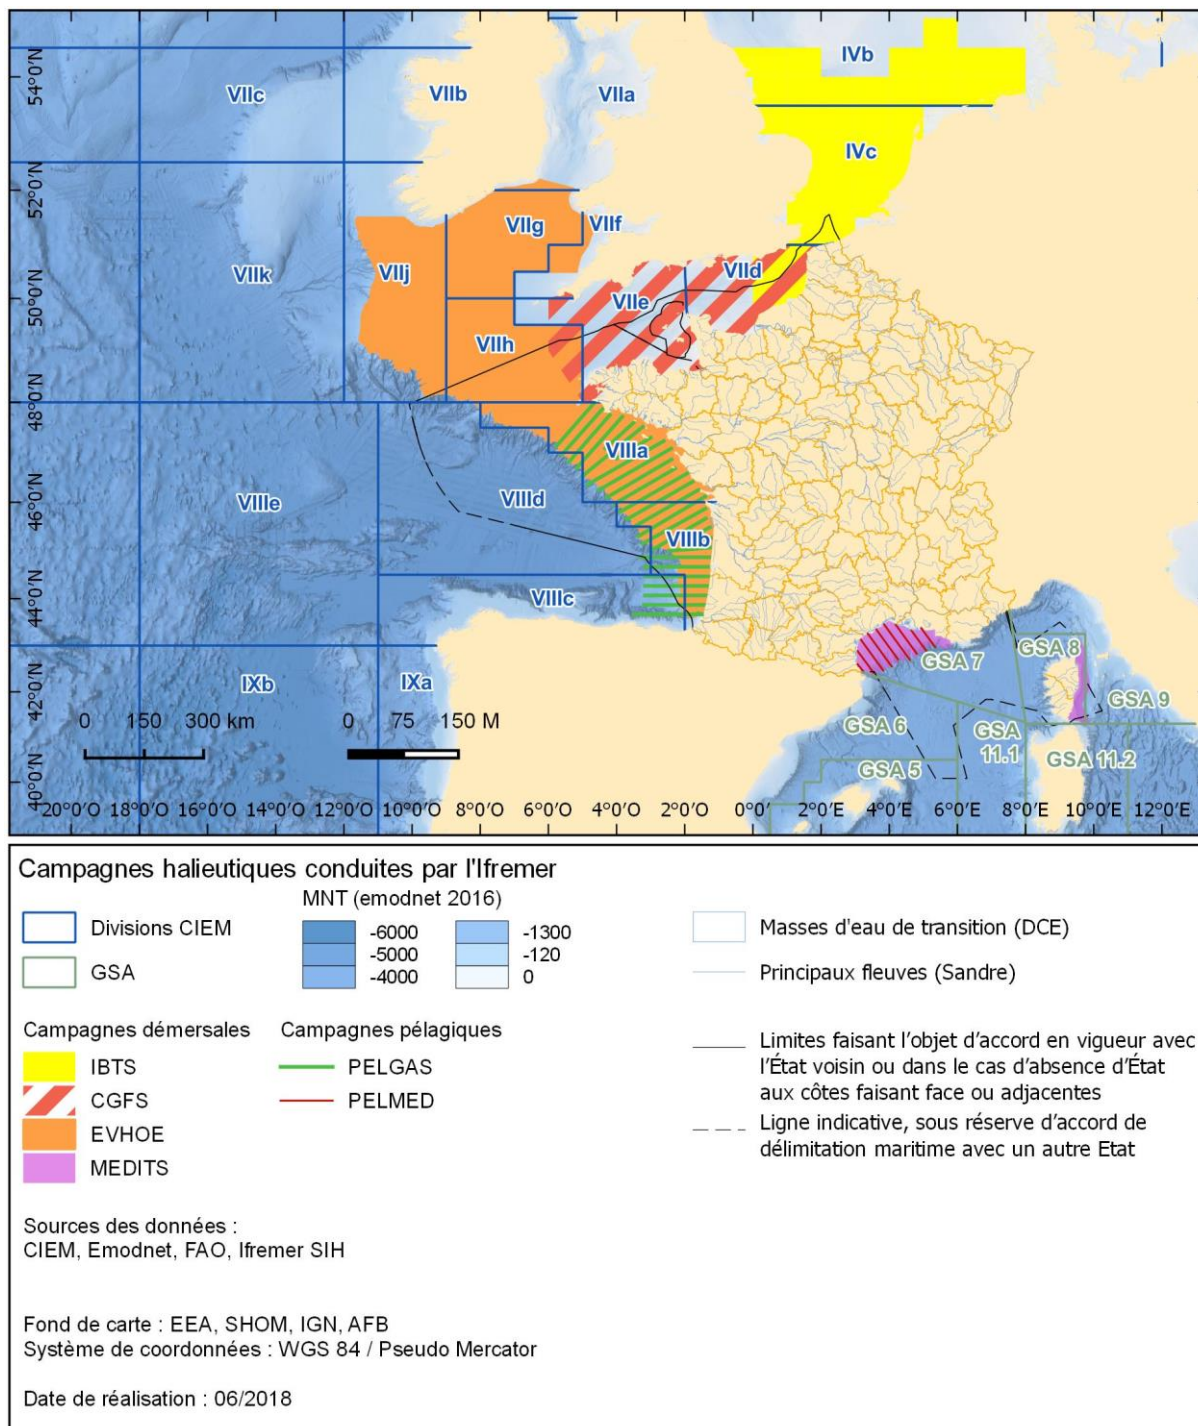 54°0'N
52°0'N
50°0'N
48°0'N
46°0'N
44°0'N
42°0'N
40°0'N
VIIc
VIIb
VIIa
IVb
IVc
VIIg
VIIf
VIIk
VIIj
VIId
VIIe
VIIh
VIIIa
VIIIe
VIIId
VIIIb
VIIIc
IXb
IXa
GSA 8
GSA 7
GSA 9
GSA 6
GSA
11.1
GSA 11.2
GSA 5
0 150 300 km
0 75 150 M
20°0'O 18°0'O 16°0'O 14°0'O 12°0'O 10°0'O 8°0'O 6°0'O 4°0'O 2°0'O 0°0' 2°0'E 4°0'E 6°0'E 8°0'E 10°0'E 12°0'E
Campagnes halieutiques conduites par l'Ifremer
Divisions CIEM
GSA
MNT (emodnet 2016)
-6000
-5000
-4000
-1300
-120
0
Masses d'eau de transition (DCE)
Principaux fleuves (Sandre)
Campagnes démersales
IBTS
CGFS
EVHOE
MEDITS
Campagnes pélagiques
PELGAS
PELMED
Limites faisant l'objet d'accord en vigueur avec
l'État voisin ou dans le cas d'absence d'État
aux côtes faisant face ou adjacentes
Ligne indicative, sous réserve d'accord de
délimitation maritime avec un autre Etat
Sources des données :
CIEM, Emodnet, FAO, Ifremer SIH
Fond de carte : EEA, SHOM, IGN, AFB
Système de coordonnées : WGS 84 / Pseudo Mercator
Date de réalisation : 06/2018